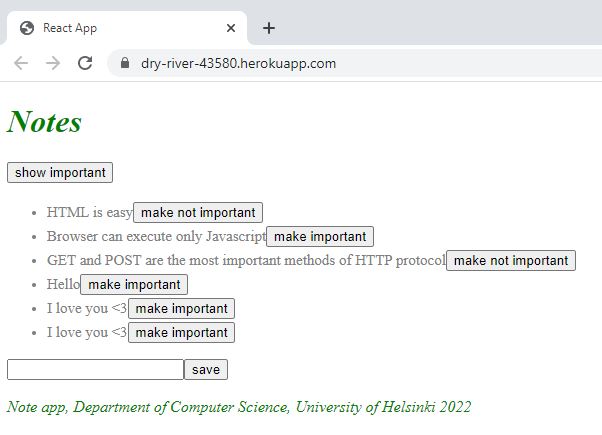 React App
dry-river-43580.herokuapp.com
Notes
show important
HTML is easy make not important
Browser can execute only Javascript make important
GET and POST are the most important methods of HTTP protocol make not important
Hello make important
I love you <3 make important
I love you <3 make important
save
Note app, Department of Computer Science, University of Helsinki 2022